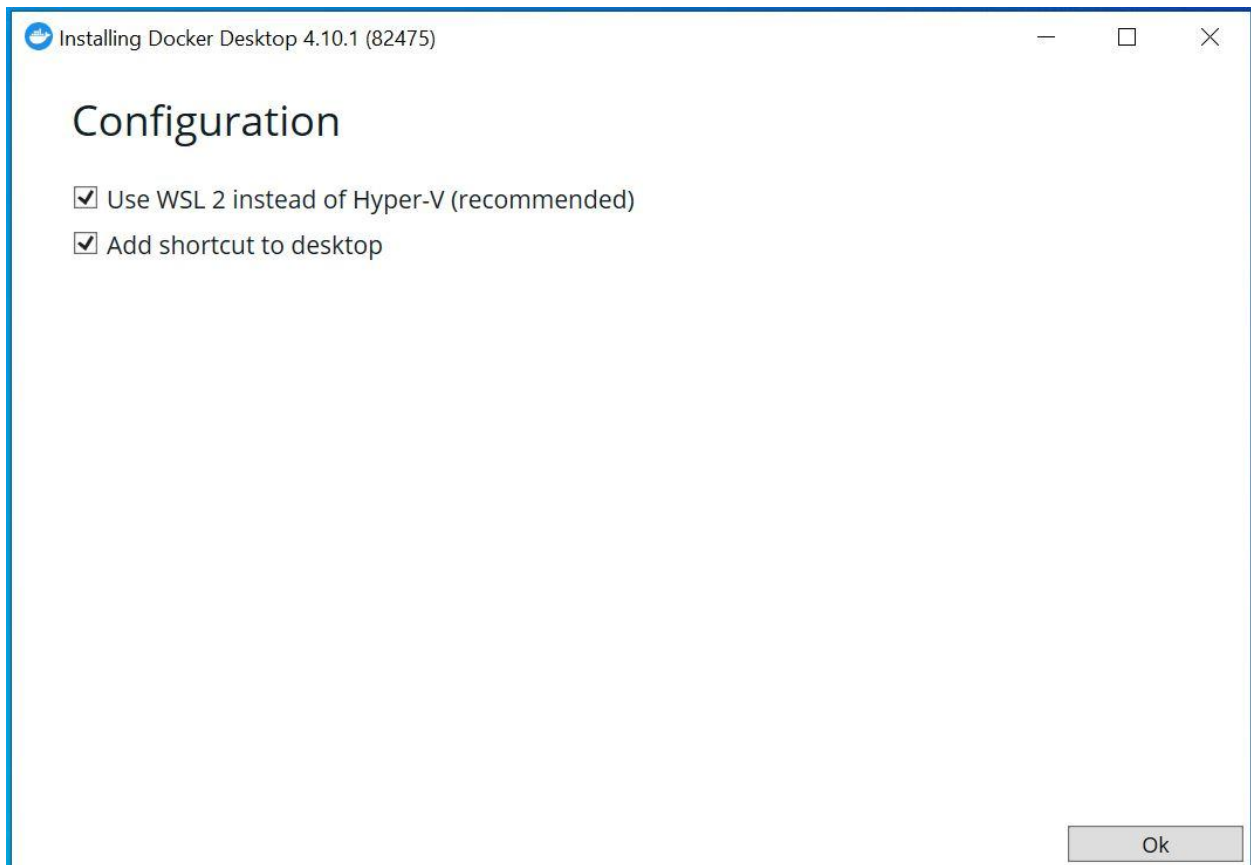 Installing Docker Desktop 4.10.1 (82475)
Configuration
Use WSL 2 instead of Hyper-V (recommended)
Add shortcut to desktop
Ok